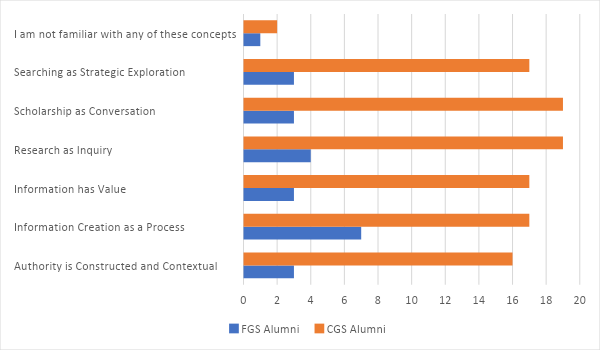 I am not familiar with any of these concepts
Searching as Strategic Exploration
Scholarship as Conversation
Research as Inquiry
Information has Value
Information Creation as a Process
Authority is Constructed and Contextual
0 2 4 6 8 10 12 14 16 18 20
FGS Alumni CGS Alumni